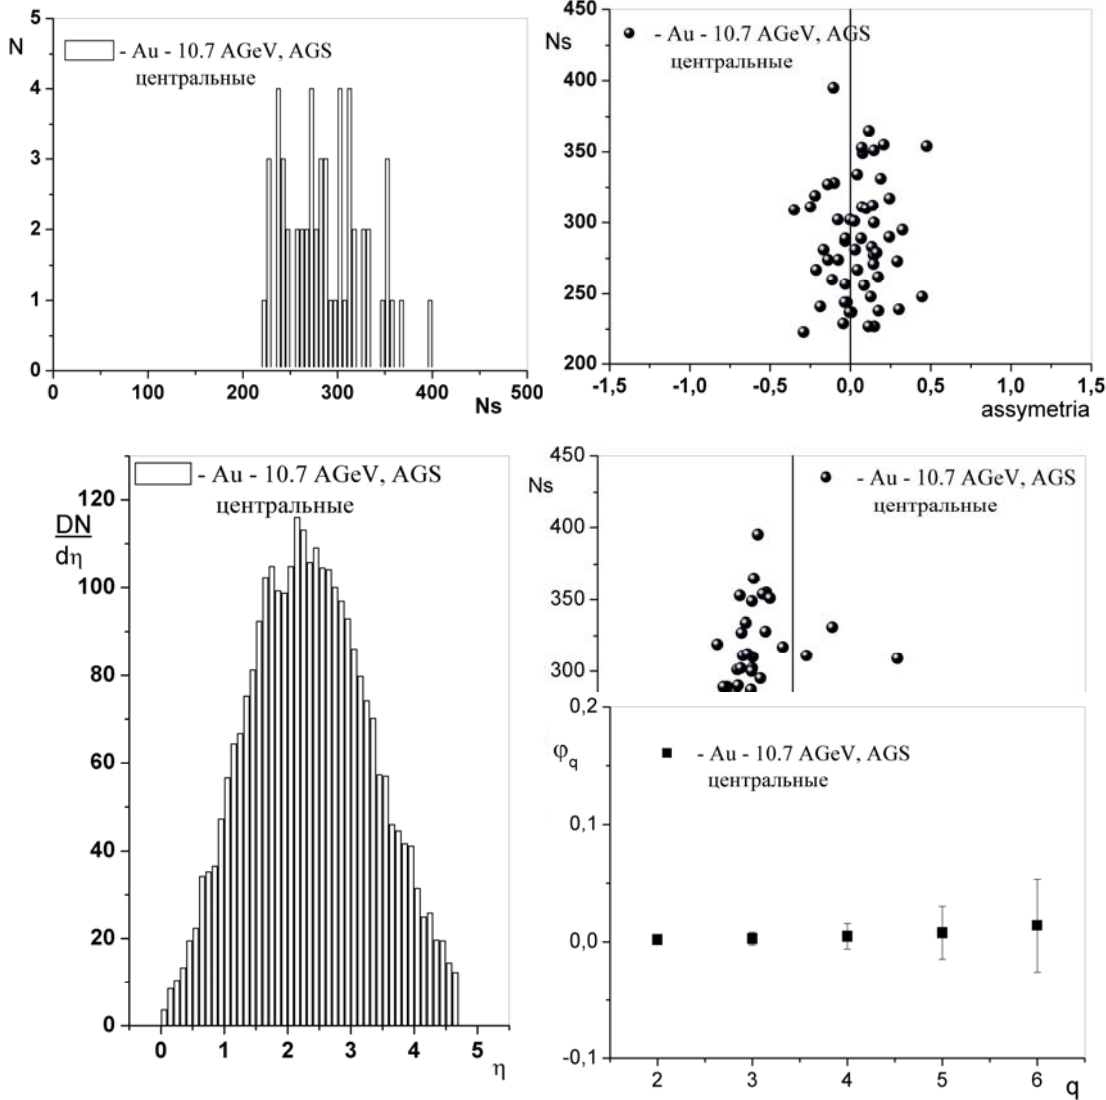 5
4
3
2
1
0
N
- Au - 10.7 AGeV, AGS
центральные
0
100
200
300
400
500
Ns
450
400
350
300
250
200
Ns
- Au - 10.7 AGeV, AGS
центральные
-1,5
-1,0
-0,5
0,0
0,5
1,0
1,5
assymetria
120
100
80
60
40
20
0
DN
dη
- Au - 10.7 AGeV, AGS
центральные
0
1
2
3
4
5
η
450
400
350
300
Ns
- Au - 10.7 AGeV, AGS
центральные
0,2
0,1
0,0
-0,1
φq
- Au - 10.7 AGeV, AGS
центральные
2
3
4
5
6
q